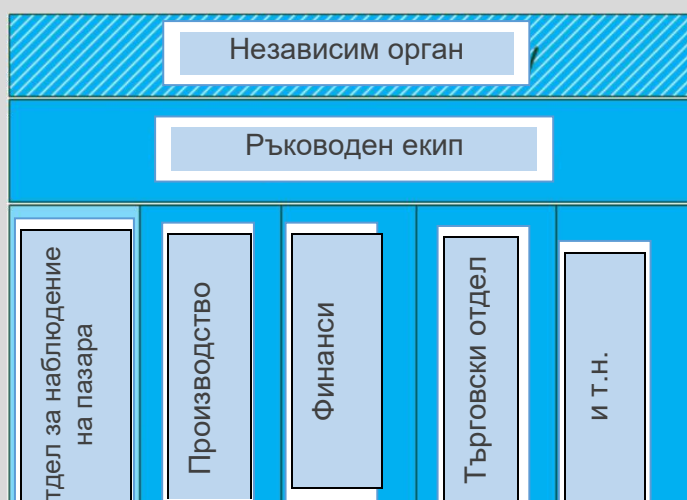 Независим орган
Ръководен екип
тдел за наблюдение
на пазара
Производство
Финанси
Търговски отдел
и т.н.